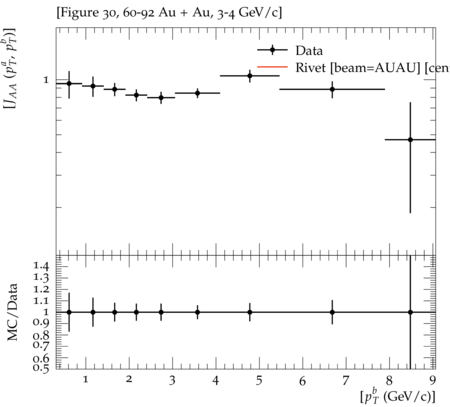 [Figure 30, 60-92 Au + Au, 3-4 GeV/c]
[J_{AA} (p_T^a, p_T^b)]
Data
Rivet [beam=AUAU] [cen
1
MC/Data
1.4
1.3
1.2
1.1
1
0.9
0.8
0.7
0.6
0.5
1 2 3 4 5 6 7 8 9
[p_T^b (GeV/c)]